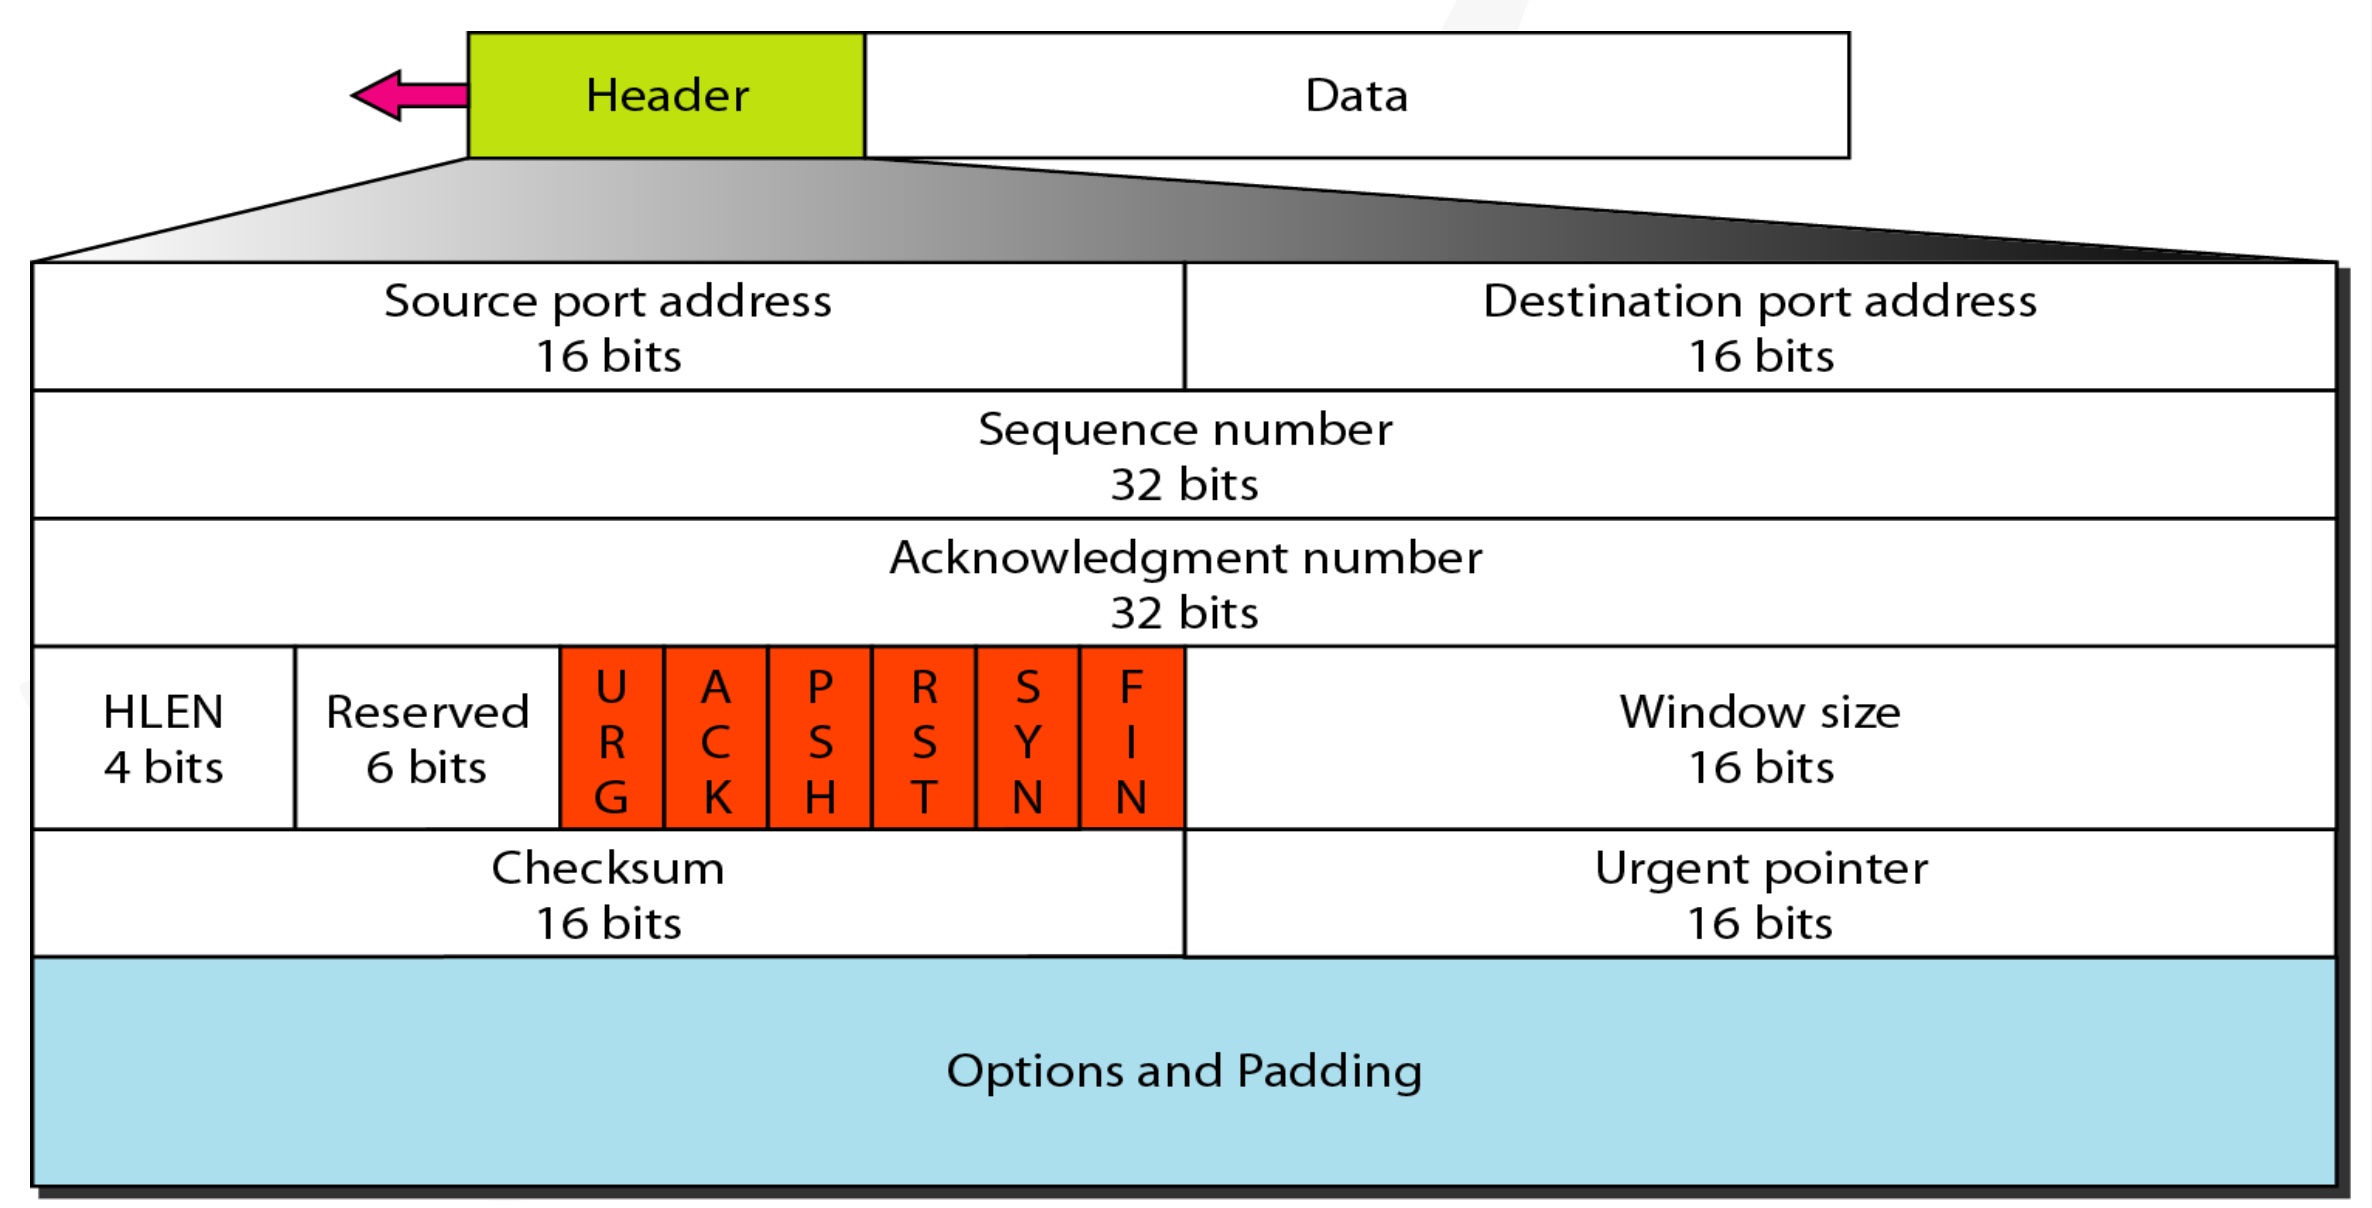 Header
Data
Source port address
16 bits
Destination port address
16 bits
Sequence number
32 bits
Acknowledgment number
32 bits
HLEN
4 bits
Reserved
6 bits
URG
ACK
PSH
RST
SYN
FIN
Window size
16 bits
Checksum
16 bits
Urgent pointer
16 bits
Options and Padding